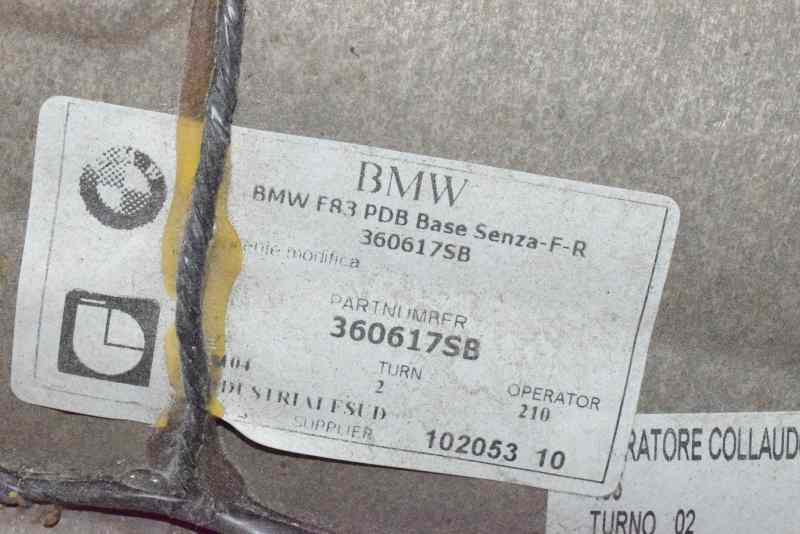 BMW
BMW F83 PDB Base Senza-F-R
360617SB
modifica
PARTNUMBER
360617SB
TURN
2
OPERATOR
210
SUPPLIER
102053 10
RATORE COLLAUD
TURNO 02